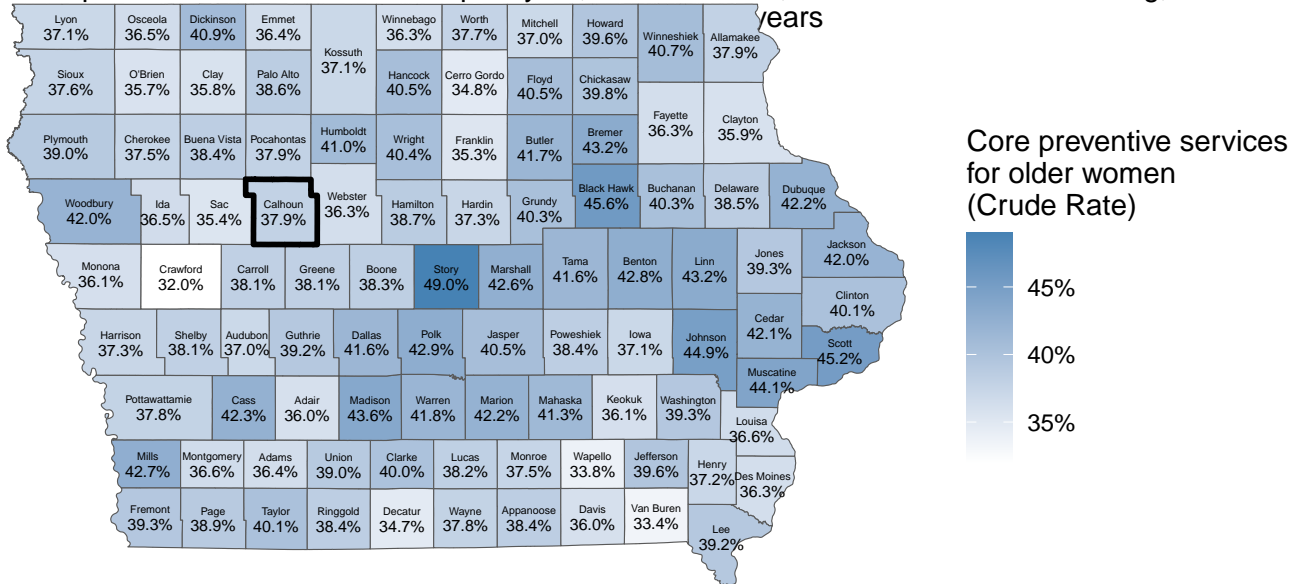 years
Lyon Osceola Dickinson Emmet Winnebago Worth Mitchell Howard
37.1% 36.5% 40.9% 36.4% 36.3% 37.7% 37.0% 39.6%
Kossuth Winneshiek Allamakee
37.1% 40.7% 37.9%
Sioux O'Brien Clay Palo Alto Hancock Cerro Gordo Floyd Chickasaw
37.6% 35.7% 35.8% 38.6% 40.5% 34.8% 40.5% 39.8%
Fayette Clayton
36.3% 35.9%
Plymouth Cherokee Buena Vista Pocahontas Humboldt Wright Franklin Butler Bremer
39.0% 37.5% 38.4% 37.9% 41.0% 40.4% 35.3% 41.7% 43.2%
Woodbury Ida Sac Calhoun Webster Hamilton Hardin Grundy Black Hawk Buchanan Delaware Dubuque
42.0% 36.5% 35.4% 37.9% 36.3% 38.7% 37.3% 40.3% 45.6% 40.3% 38.5% 42.2%
Monona Crawford Carroll Greene Boone Story Marshall Tama Benton Linn Jones Jackson
36.1% 32.0% 38.1% 38.1% 38.3% 49.0% 42.6% 41.6% 42.8% 43.2% 39.3% 42.0%
Clinton
40.1%
Harrison Shelby Audubon Guthrie Dallas Polk Jasper Poweshiek Iowa Johnson Cedar Scott
37.3% 38.1% 37.0% 39.2% 41.6% 42.9% 40.5% 38.4% 37.1% 44.9% 42.1% 45.2%
Muscatine
44.1%
Pottawattamie Cass Adair Madison Warren Marion Mahaska Keokuk Washington Louisa
37.8% 42.3% 36.0% 43.6% 41.8% 42.2% 41.3% 36.1% 39.3% 36.6%
Mills Montgomery Adams Union Clarke Lucas Monroe Wapello Jefferson Henry Des Moines
42.7% 36.6% 36.4% 39.0% 40.0% 38.2% 37.5% 33.8% 39.6% 37.2% 36.3%
Fremont Page Taylor Ringgold Decatur Wayne Appanoose Davis Van Buren Lee
39.3% 38.9% 40.1% 38.4% 34.7% 37.8% 38.4% 36.0% 33.4% 39.2%
Core preventive services
for older women
(Crude Rate)
45%
40%
35%